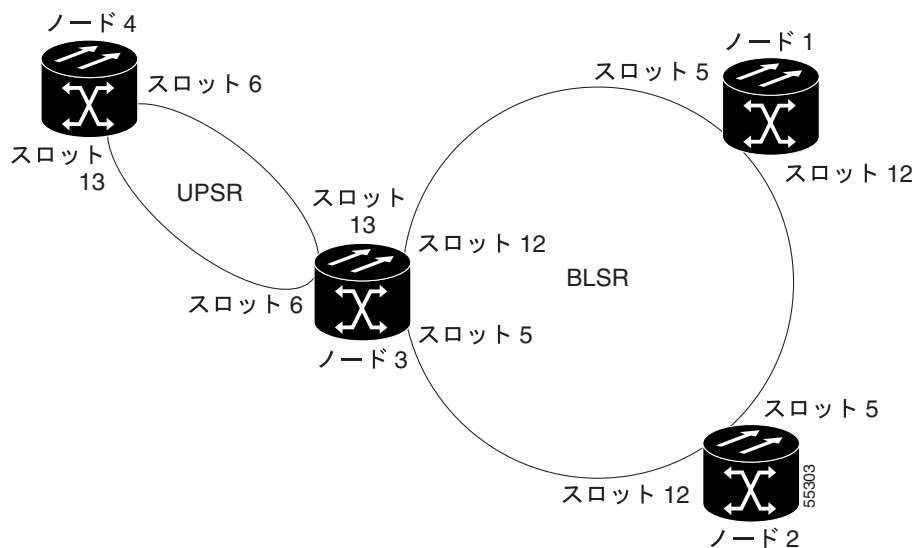 ノード 4
スロット 6
スロット
13
UPSR
スロット
13
スロット 6
ノード 3
スロット 12
スロット 5
BLSR
ノード 1
スロット 5
スロット 12
スロット 5
スロット 12
ノード 2
55303